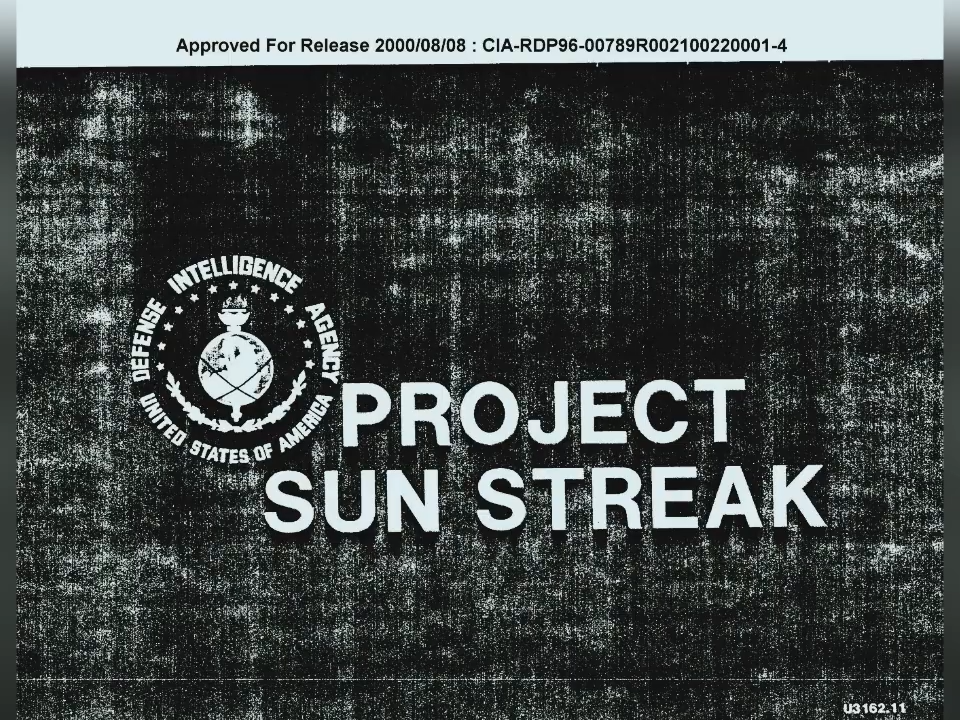 Approved For Release 2000/08/08 : CIA-RDP96-00789R002100220001-4
DEFENSE INTELLIGENCE AGENCY
UNITED STATES OF AMERICA
PROJECT
SUN STREAK
U3162.11